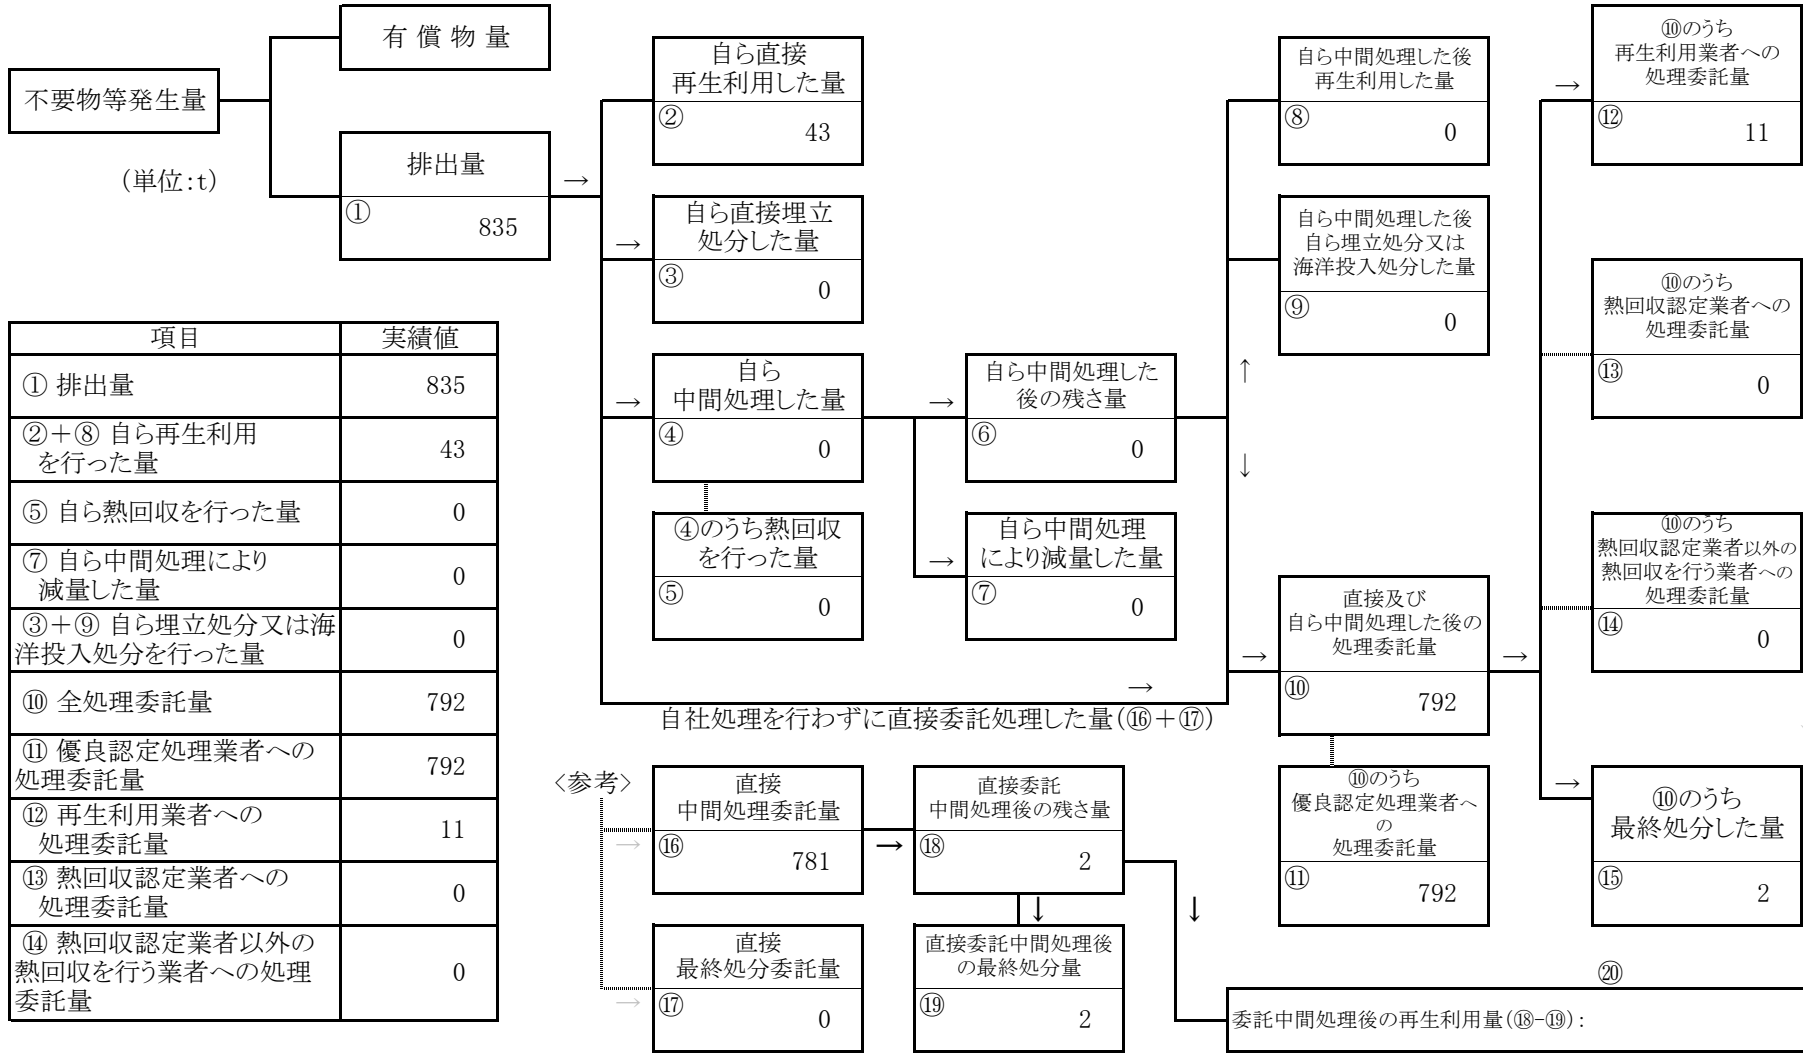 有 償 物 量
不要物等発生量
(単位:t)
排出量
①
835
→
自ら直接
再生利用した量
②
43
→
自ら直接埋立
処分した量
③
0
→
自ら
中間処理した量
④
0
④のうち熱回収
を行った量
⑤
0
→
自ら中間処理した
後の残さ量
⑥
0
→
自ら中間処理
により減量した量
⑦
0
↑
↓
自ら中間処理した後
再生利用した量
⑧
0
自ら中間処理した後
自ら埋立処分又は
海洋投入処分した量
⑨
0
→
自社処理を行わずに直接委託処理した量(⑯+⑰)
→
直接及び
自ら中間処理した後の
処理委託量
⑩
792
⑩のうち
優良認定処理業者へ
の
処理委託量
⑪
792
→
→
⑩のうち
再生利用業者への
処理委託量
⑫
11
⑩のうち
熱回収認定業者への
処理委託量
⑬
0
⑩のうち
熱回収認定業者以外の
熱回収を行う業者への
処理委託量
⑭
0
→
⑩のうち
最終処分した量
⑮
2
項目 実績値
① 排出量 835
②+⑧ 自ら再生利用
を行った量 43
⑤ 自ら熱回収を行った量 0
⑦ 自ら中間処理により
減量した量 0
③+⑨ 自ら埋立処分又は海
洋投入処分を行った量 0
⑩ 全処理委託量 792
⑪ 優良認定処理業者への
処理委託量 792
⑫ 再生利用業者への
処理委託量 11
⑬ 熱回収認定業者への
処理委託量 0
⑭ 熱回収認定業者以外の
熱回収を行う業者への処理
委託量 0
〈参考〉
→
直接
中間処理委託量
⑯
781
→
直接委託
中間処理後の残さ量
⑱
2
↓
↓
→
直接
最終処分委託量
⑰
0
直接委託中間処理後
の最終処分量
⑲
2
⑳
委託中間処理後の再生利用量(⑱-⑲):